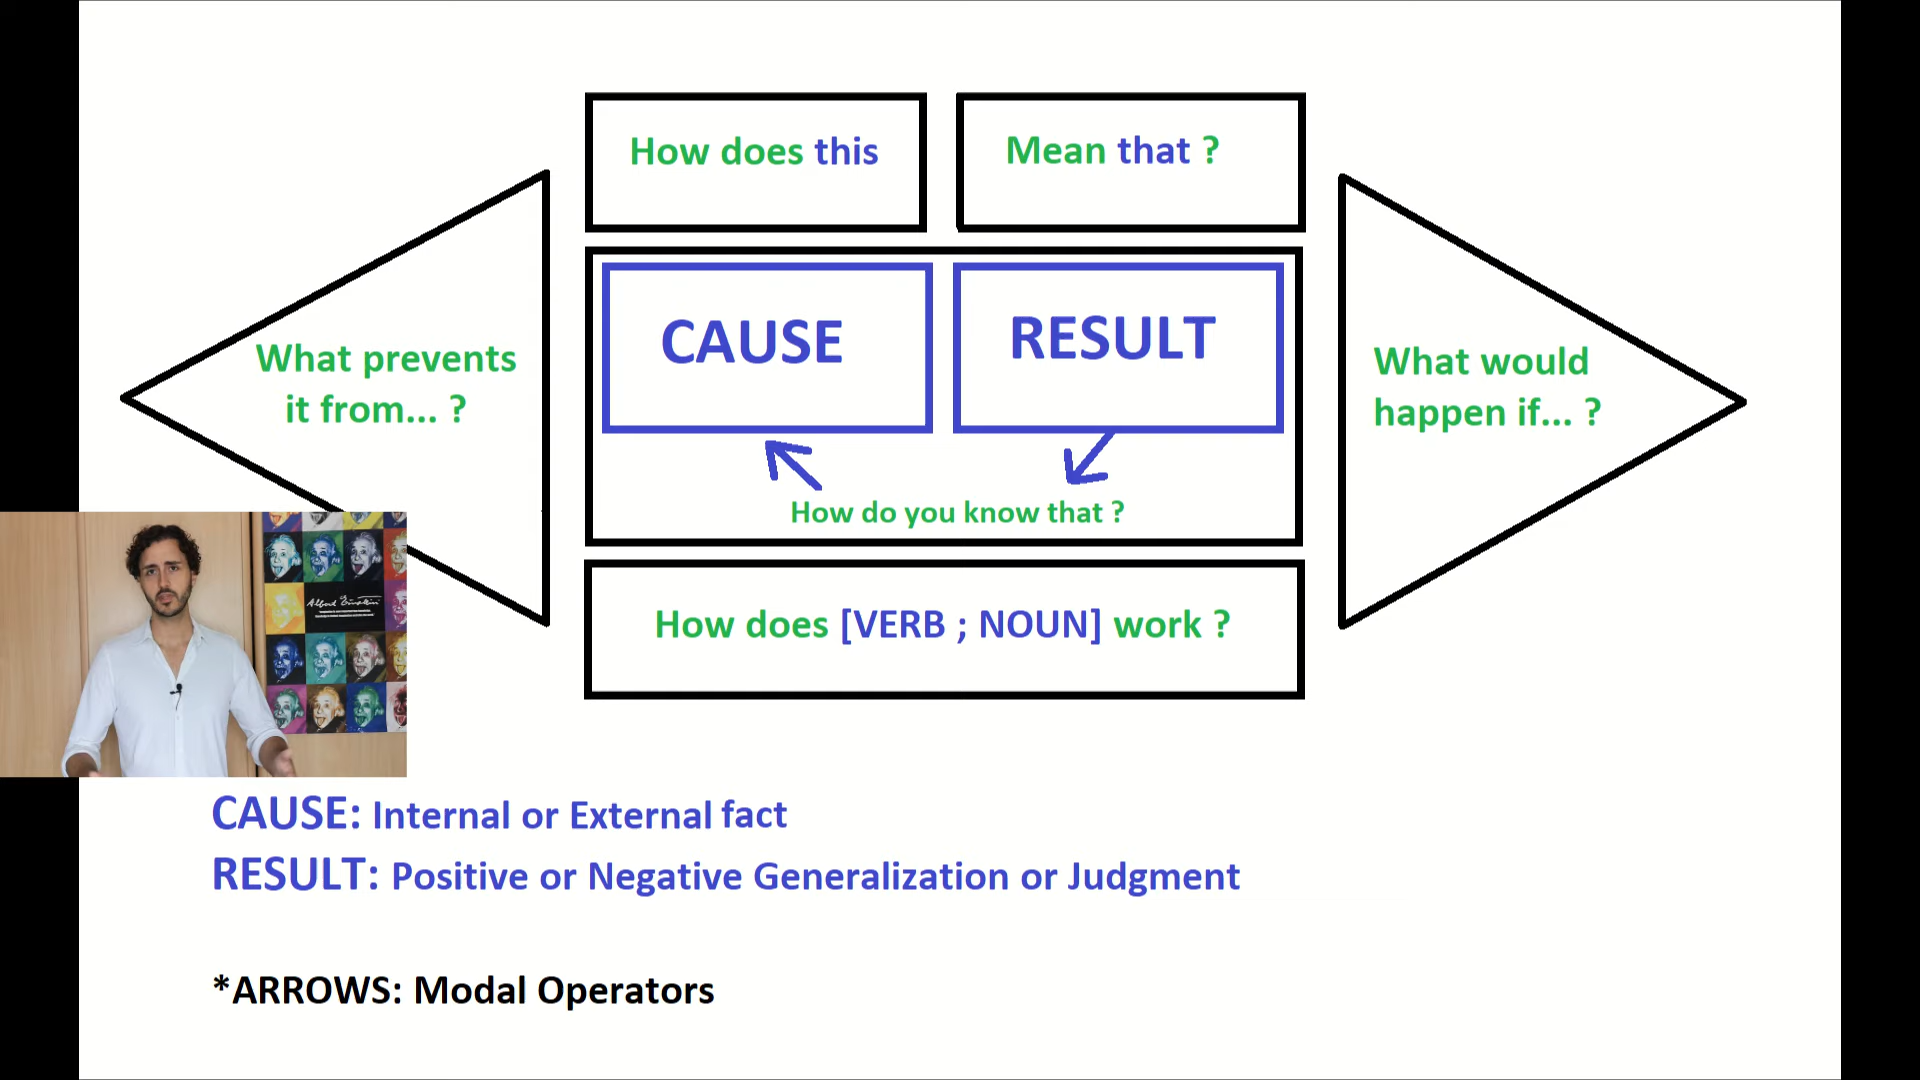 How does this
Mean that ?
What prevents
it from... ?
CAUSE
RESULT
What would
happen if... ?
How do you know that ?
How does [VERB ; NOUN] work ?
Albert Einstein
CAUSE: Internal or External fact
RESULT: Positive or Negative Generalization or Judgment
*ARROWS: Modal Operators